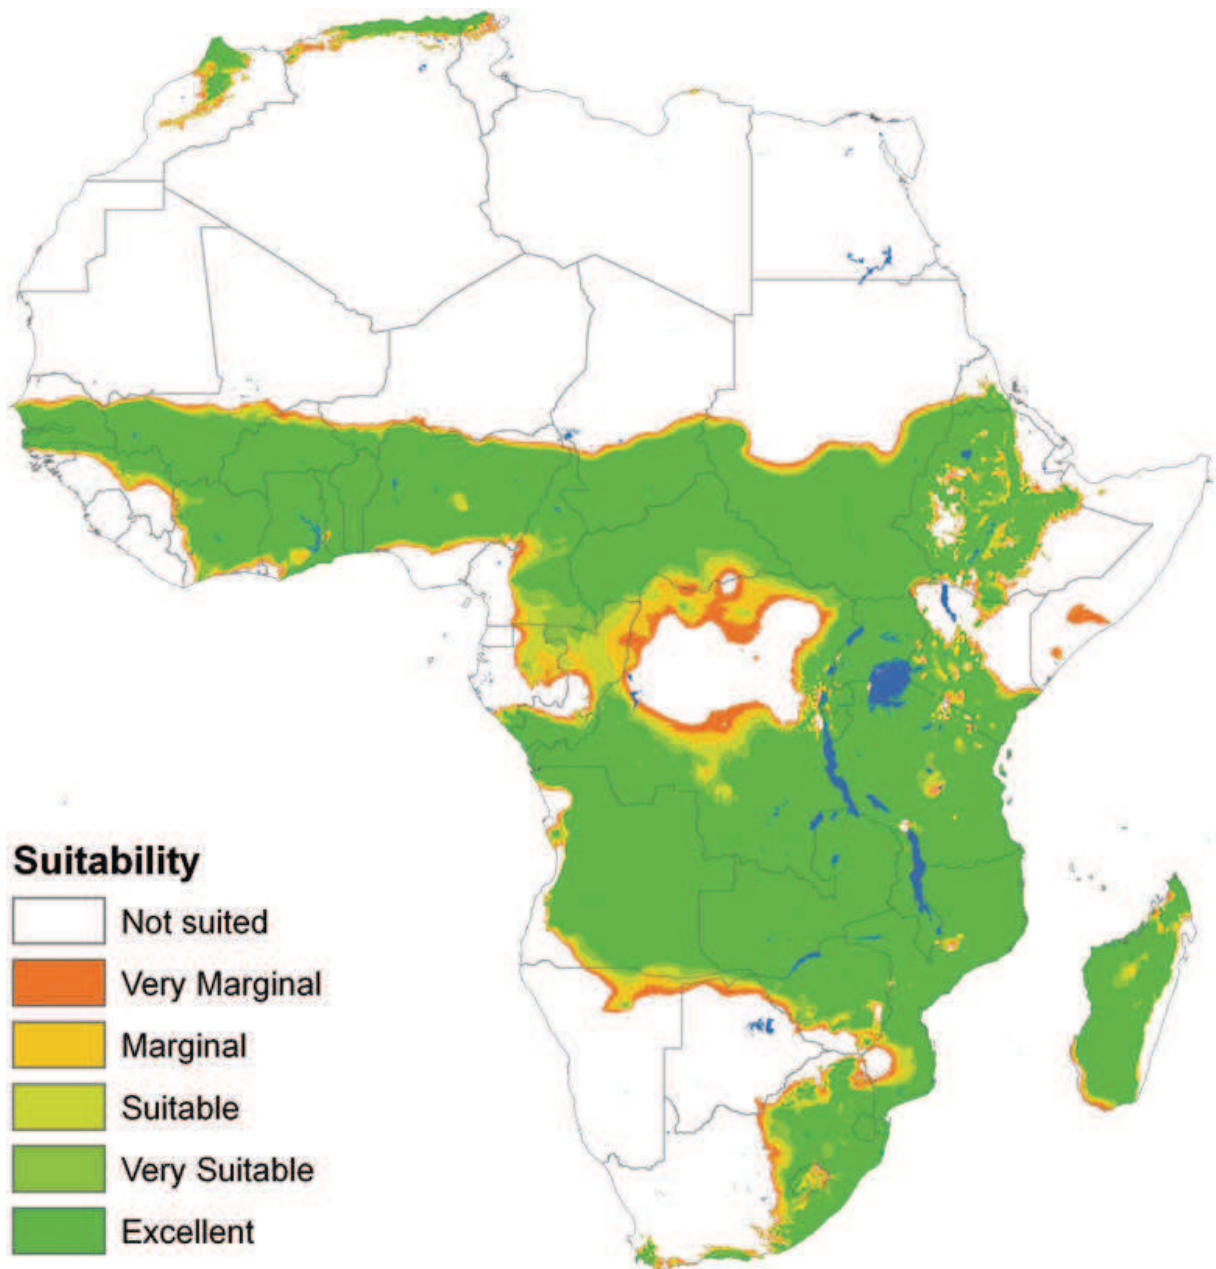 Suitability
Not suited
Very Marginal
Marginal
Suitable
Very Suitable
Excellent